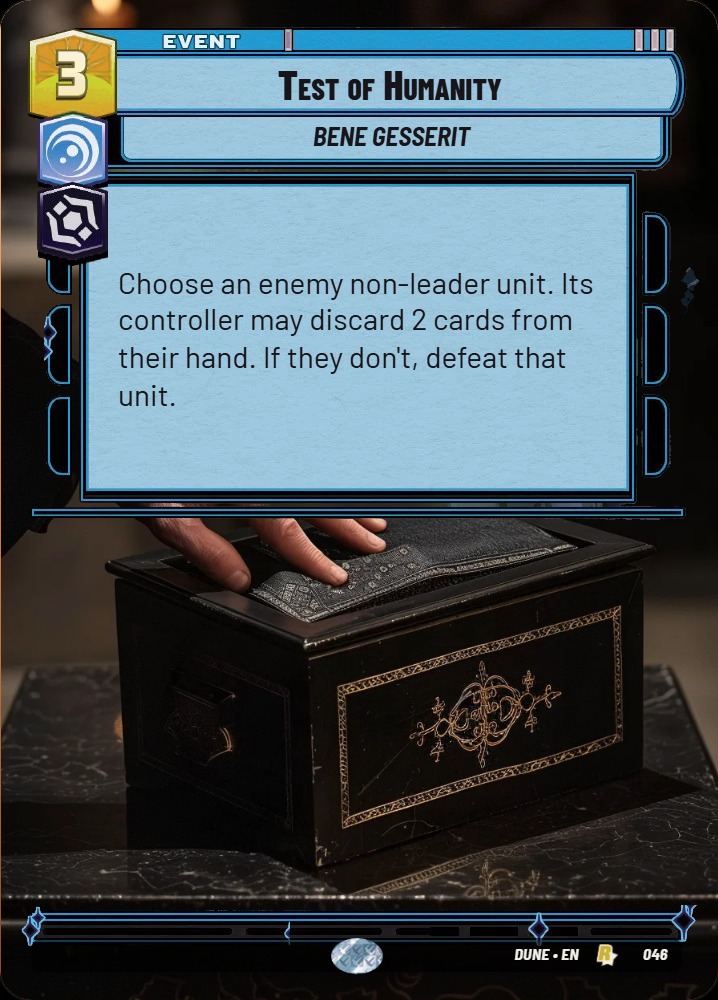 EVENT
3
Test of Humanity
BENE GESSERIT
Choose an enemy non-leader unit. Its
controller may discard 2 cards from
their hand. If they don't, defeat that
unit.
DUNE • EN R 046